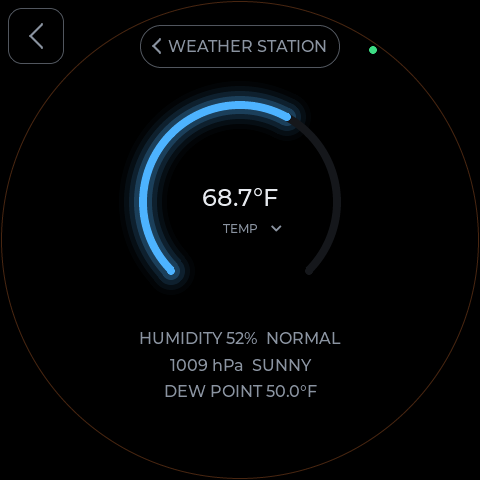 WEATHER STATION
68.7°F
TEMP
HUMIDITY 52%  NORMAL
1009 hPa  SUNNY
DEW POINT 50.0°F